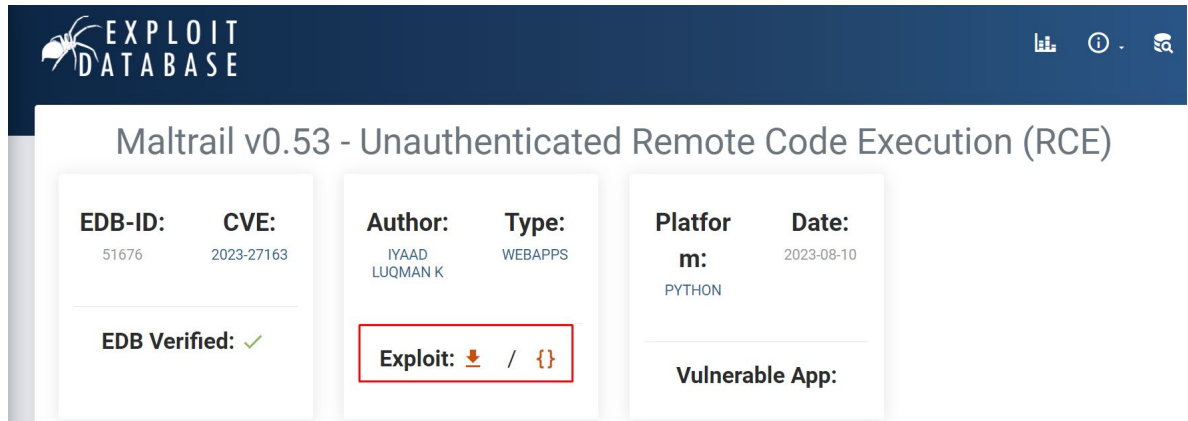 EXPLOIT
DATABASE
Maltrail v0.53 - Unauthenticated Remote Code Execution (RCE)
EDB-ID:
51676
CVE:
2023-27163
EDB Verified:
Author:
IYAAD
LUQMAN K
Type:
WEBAPPS
Exploit: / {}
Platfor
m:
PYTHON
Date:
2023-08-10
Vulnerable App: